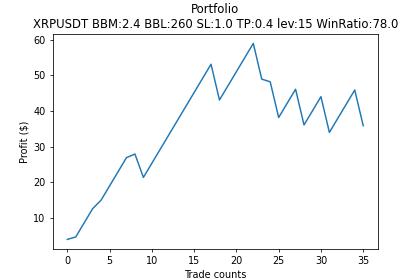 Portfolio
XRPUSDT BBM:2.4 BBL:260 SL:1.0 TP:0.4 lev:15 WinRatio:78.0
60
50
40
30
20
10
Profit ($)
0 5 10 15 20 25 30 35
Trade counts